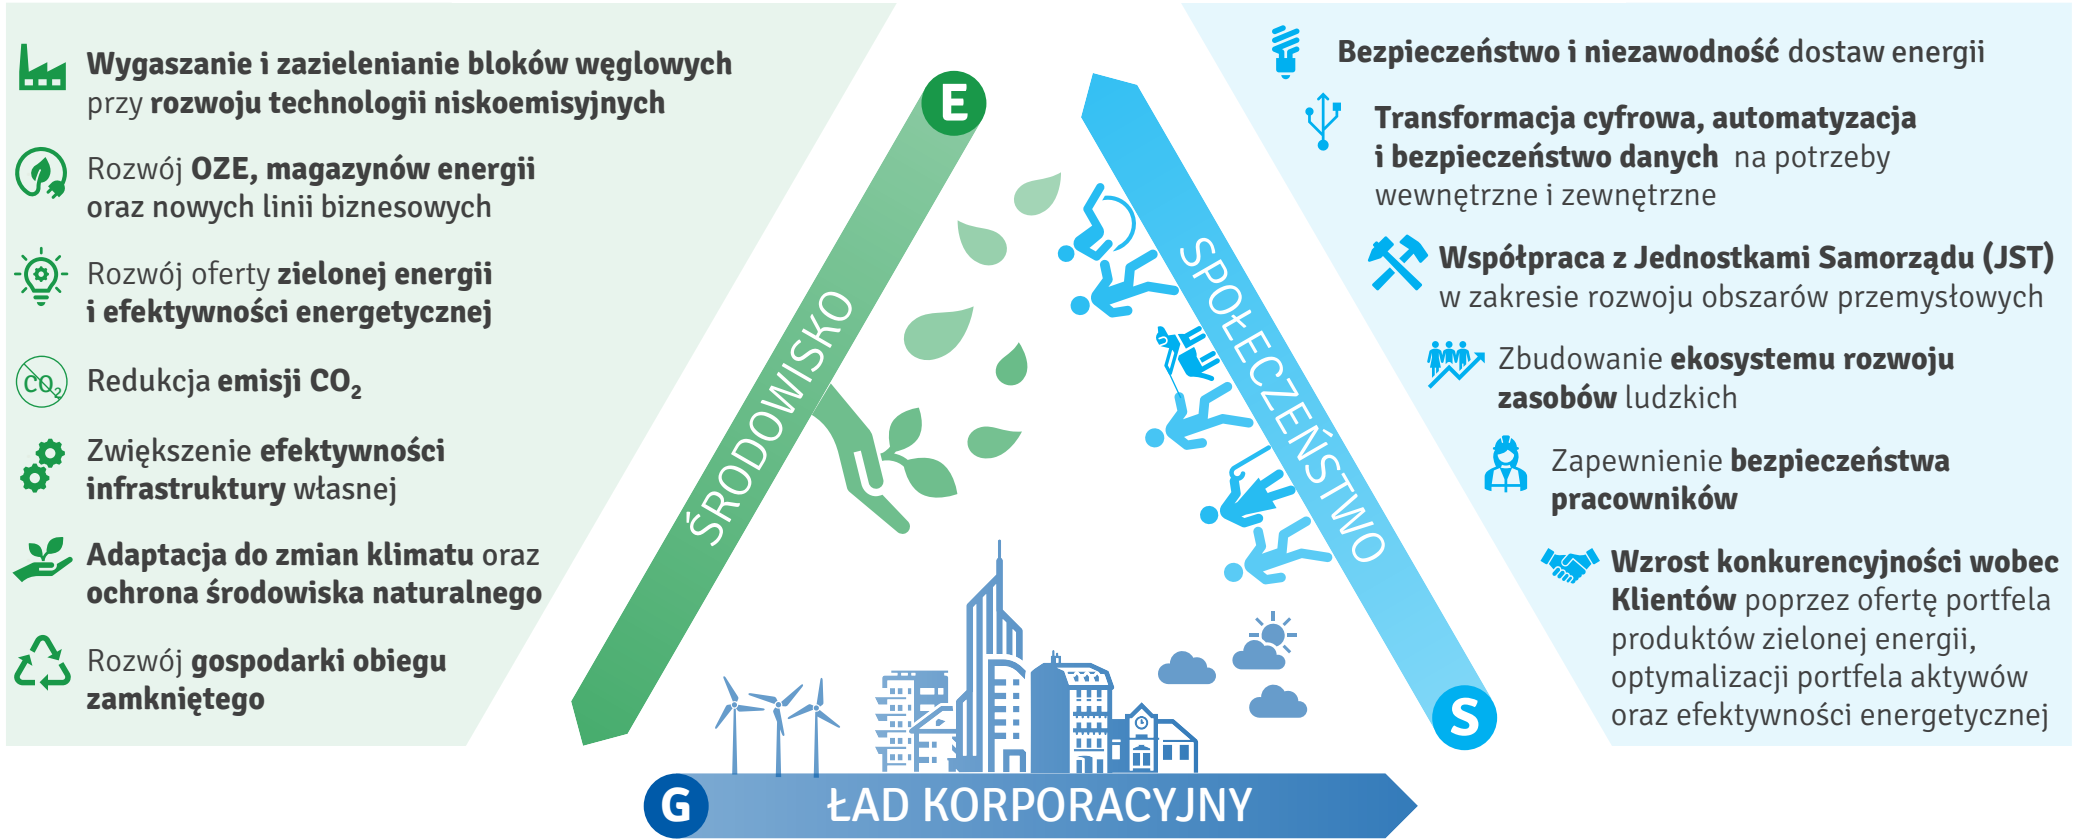 Wygaszanie i zazielenianie bloków węglowych
przy rozwoju technologii niskoemisyjnych
Rozwój OZE, magazynów energii
oraz nowych linii biznesowych
Rozwój oferty zielonej energii
i efektywności energetycznej
CO2
Redukcja emisji CO2
Zwiększenie efektywności
infrastruktury własnej
Adaptacja do zmian klimatu oraz
ochrona środowiska naturalnego
Rozwój gospodarki obiegu
zamkniętego
E
ŚRODOWISKO
SPOŁECZEŃSTWO
S
G
ŁAD KORPORACYJNY
Bezpieczeństwo i niezawodność dostaw energii
Transformacja cyfrowa, automatyzacja
i bezpieczeństwo danych na potrzeby
wewnętrzne i zewnętrzne
Współpraca z Jednostkami Samorządu (JST)
w zakresie rozwoju obszarów przemysłowych
Zbudowanie ekosystemu rozwoju
zasobów ludzkich
Zapewnienie bezpieczeństwa
pracowników
Wzrost konkurencyjności wobec
Klientów poprzez ofertę portfela
produktów zielonej energii,
optymalizacji portfela aktywów
oraz efektywności energetycznej